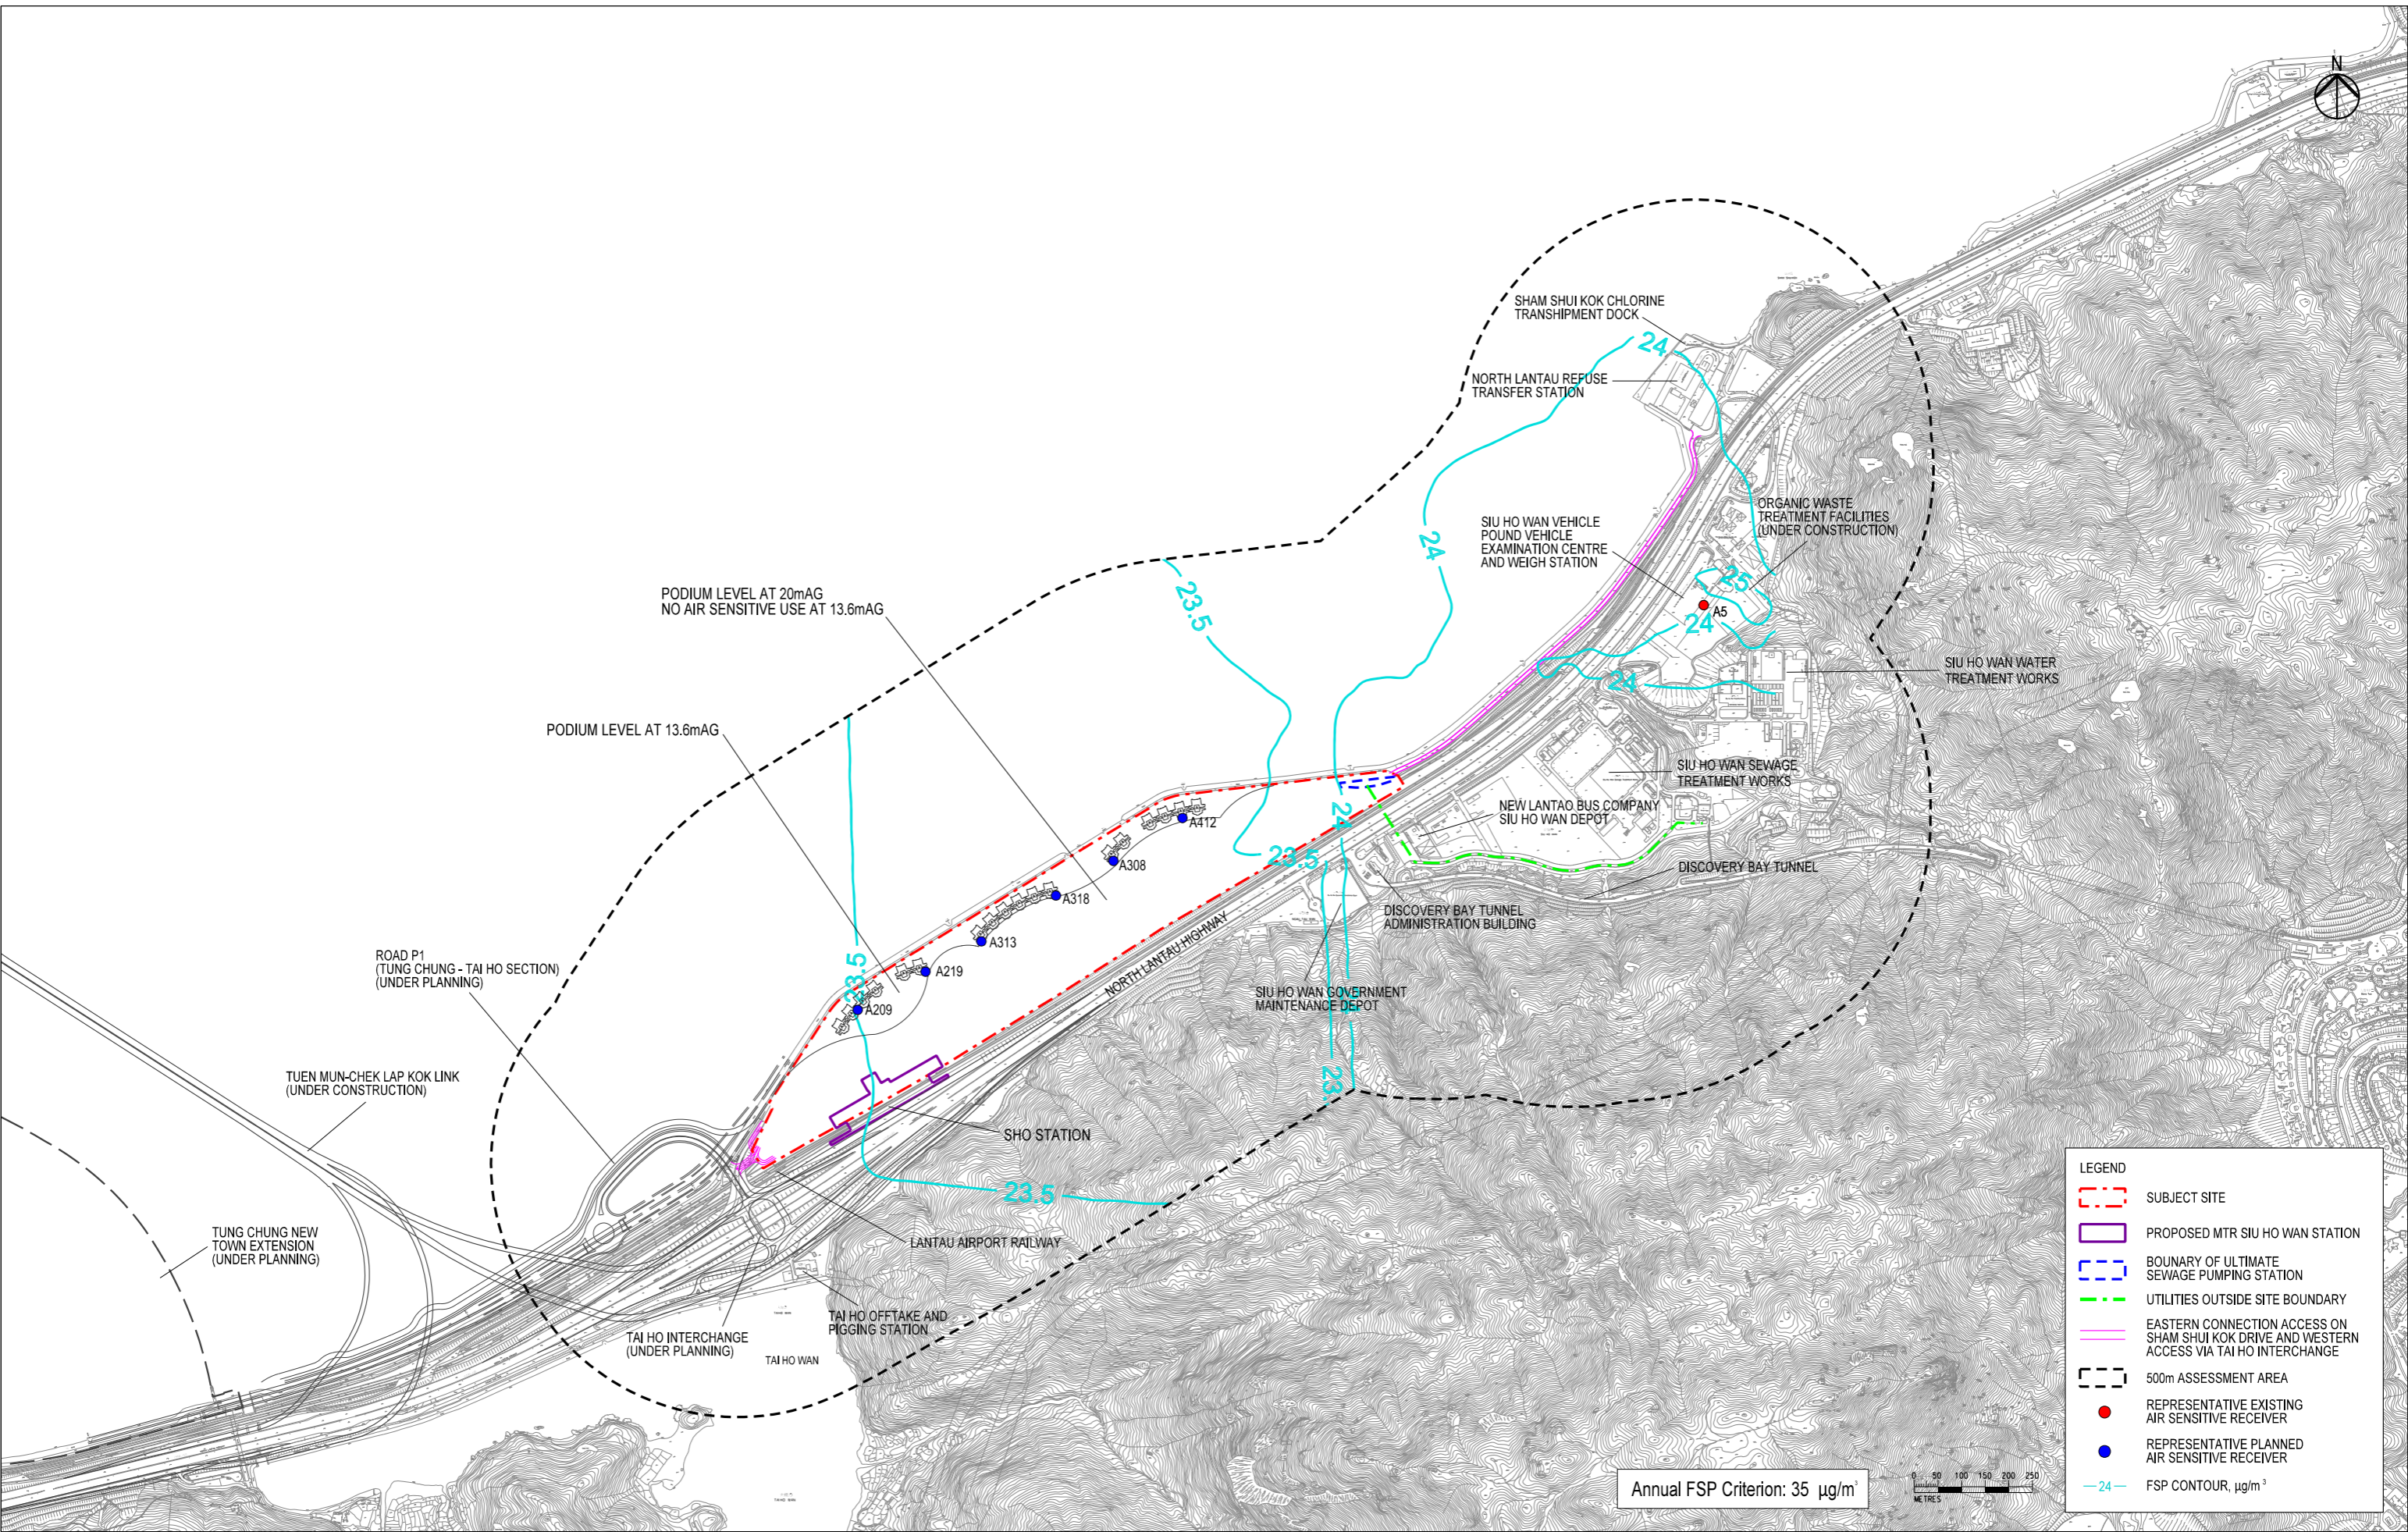 N
SHAM SHUI KOK CHLORINE
TRANSHIPMENT DOCK
24
NORTH LANTAU REFUSE
TRANSFER STATION
ORGANIC WASTE
TREATMENT FACILITIES
(UNDER CONSTRUCTION)
SIU HO WAN VEHICLE
POUND VEHICLE
EXAMINATION CENTRE
AND WEIGH STATION
24
25
A5
24
23.5
PODIUM LEVEL AT 20mAG
NO AIR SENSITIVE USE AT 13.6mAG
SIU HO WAN WATER
TREATMENT WORKS
24
PODIUM LEVEL AT 13.6mAG
SIU HO WAN SEWAGE
TREATMENT WORKS
NEW LANTAO BUS COMPANY
SIU HO WAN DEPOT
24
A412
23.5
A308
DISCOVERY BAY TUNNEL
A318
DISCOVERY BAY TUNNEL
ADMINISTRATION BUILDING
A313
NORTH LANTAU HIGHWAY
ROAD P1
(TUNG CHUNG - TAI HO SECTION)
(UNDER PLANNING)
A219
23.5
A209
SIU HO WAN GOVERNMENT
MAINTENANCE DEPOT
24
23.
TUEN MUN-CHEK LAP KOK LINK
(UNDER CONSTRUCTION)
SHO STATION
23.5
TUNG CHUNG NEW
TOWN EXTENSION
(UNDER PLANNING)
LANTAU AIRPORT RAILWAY
TAI HO OFFTAKE AND
PIGGING STATION
TAI HO INTERCHANGE
(UNDER PLANNING)
TAI HO WAN
LEGEND
SUBJECT SITE
PROPOSED MTR SIU HO WAN STATION
BOUNARY OF ULTIMATE
SEWAGE PUMPING STATION
UTILITIES OUTSIDE SITE BOUNDARY
EASTERN CONNECTION ACCESS ON
SHAM SHUI KOK DRIVE AND WESTERN
ACCESS VIA TAI HO INTERCHANGE
500m ASSESSMENT AREA
REPRESENTATIVE EXISTING
AIR SENSITIVE RECEIVER
REPRESENTATIVE PLANNED
AIR SENSITIVE RECEIVER
24 FSP CONTOUR, µg/m³
Annual FSP Criterion: 35 µg/m³
0 50 100 150 200 250
METRES